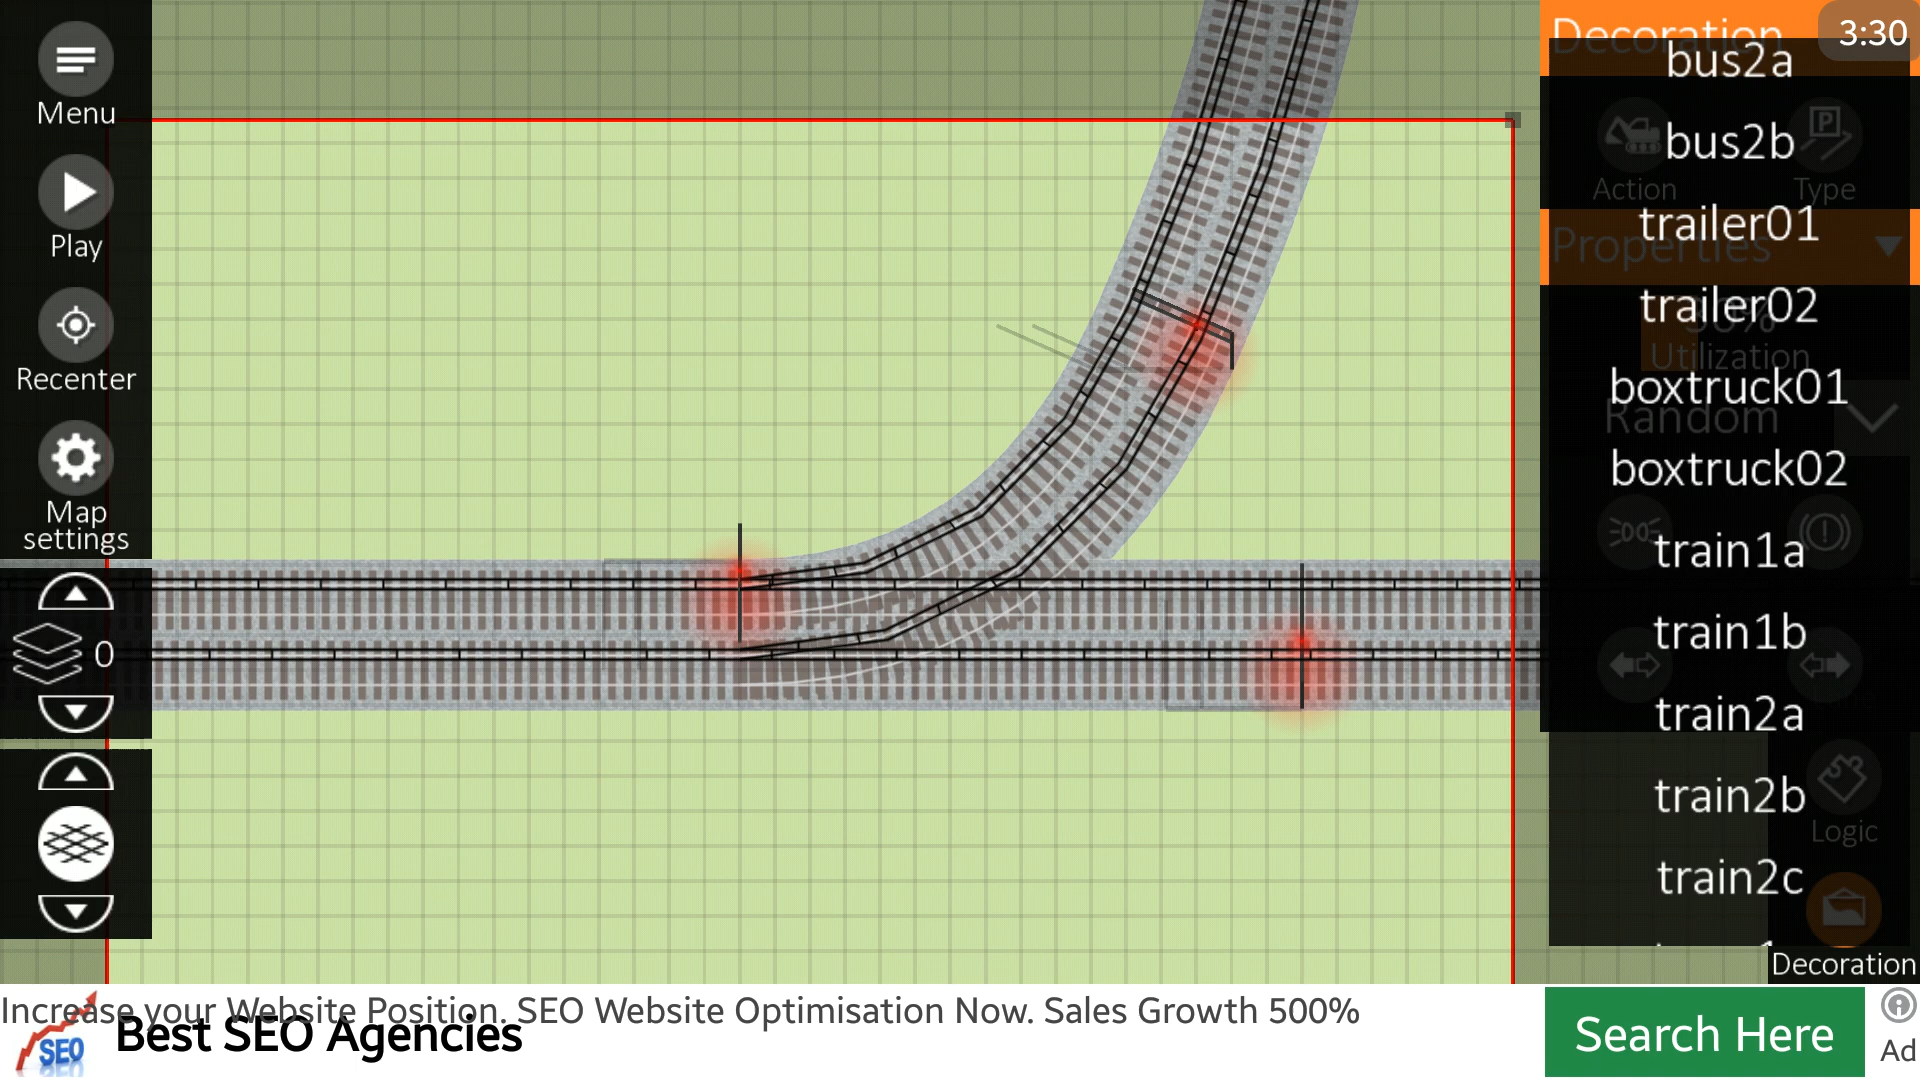 Menu
Play
Recenter
Map
settings
0
Decoration
3:30
bus2a
bus2b
Action
Type
trailer01
Properties
trailer02
Utilization
boxtruck01
Random
boxtruck02
train1a
train1b
train2a
train2b
Logic
train2c
Decoration
Increase your Website Position. SEO Website Optimisation Now. Sales Growth 500%
SEO
Best SEO Agencies
Search Here
Ad